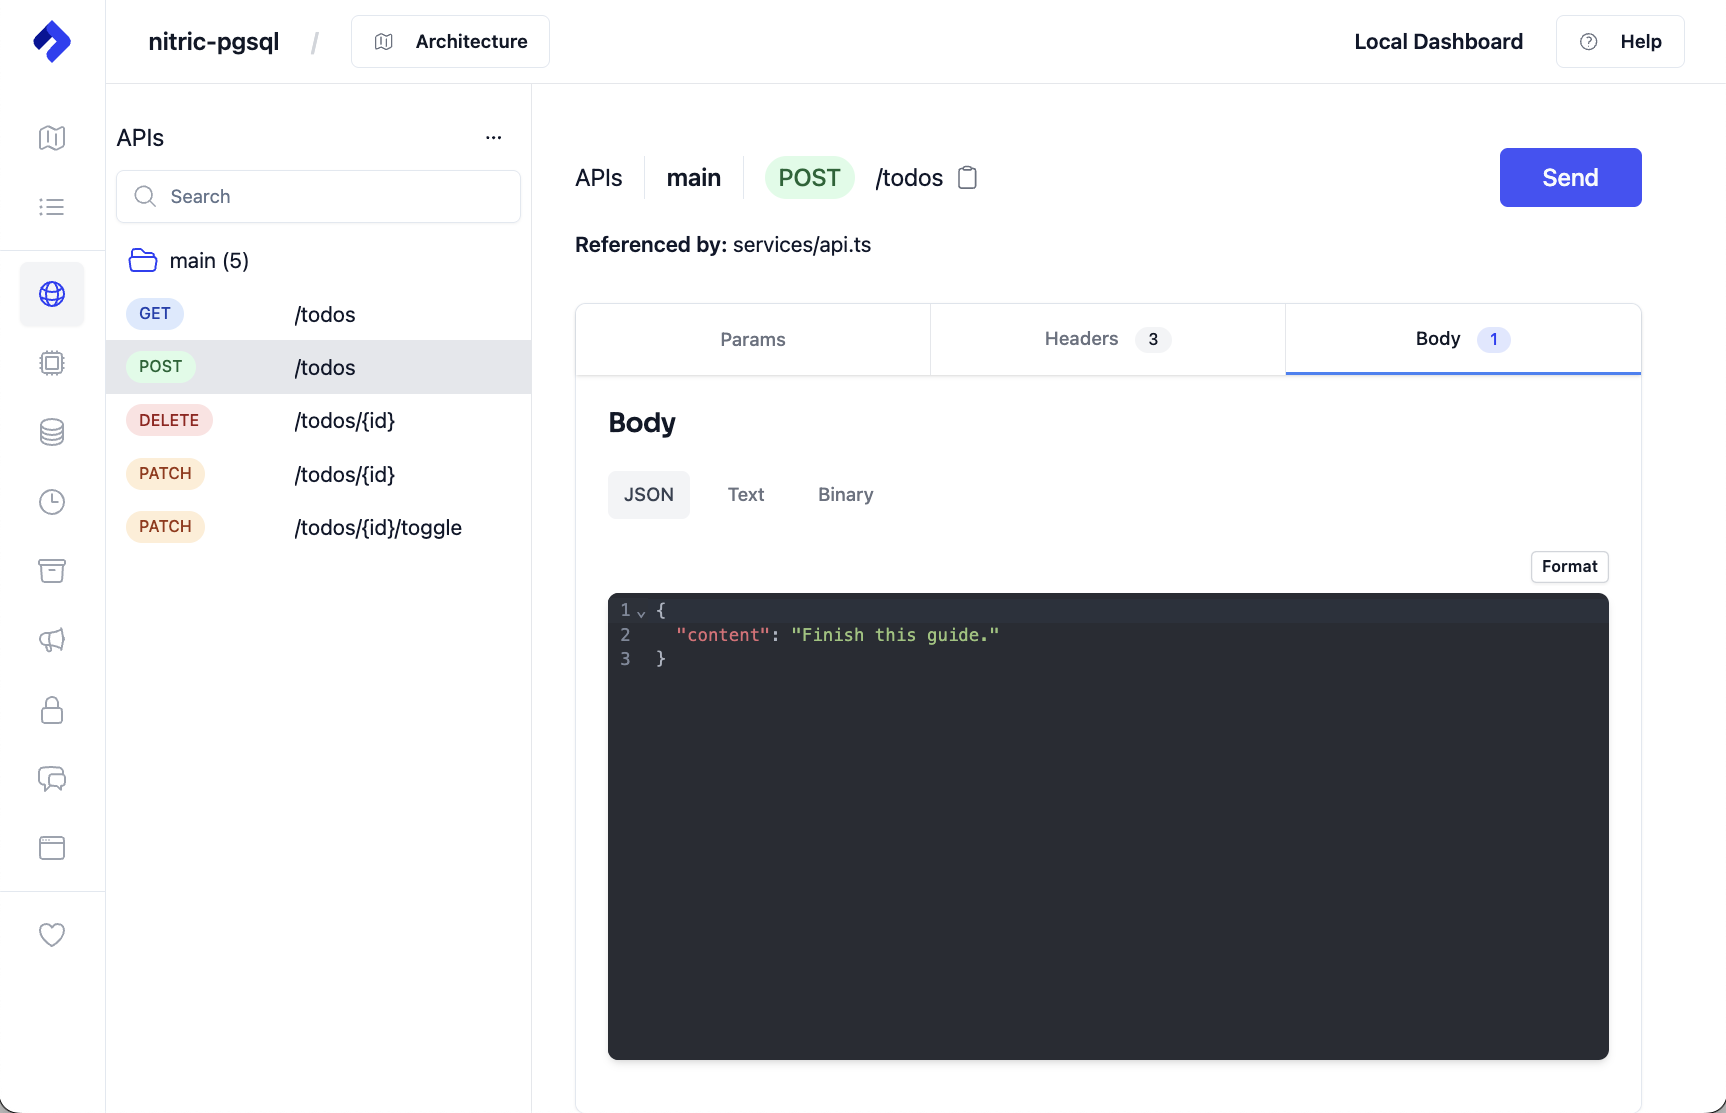 nitric-pgsql / Architecture
Local Dashboard Help
APIs ...
Search
main (5)
GET /todos
POST /todos
DELETE /todos/{id}
PATCH /todos/{id}
PATCH /todos/{id}/toggle
APIs main POST /todos
Send
Referenced by: services/api.ts
Params Headers 3 Body 1
Body
JSON Text Binary
Format
1 {
2 "content": "Finish this guide."
3 }